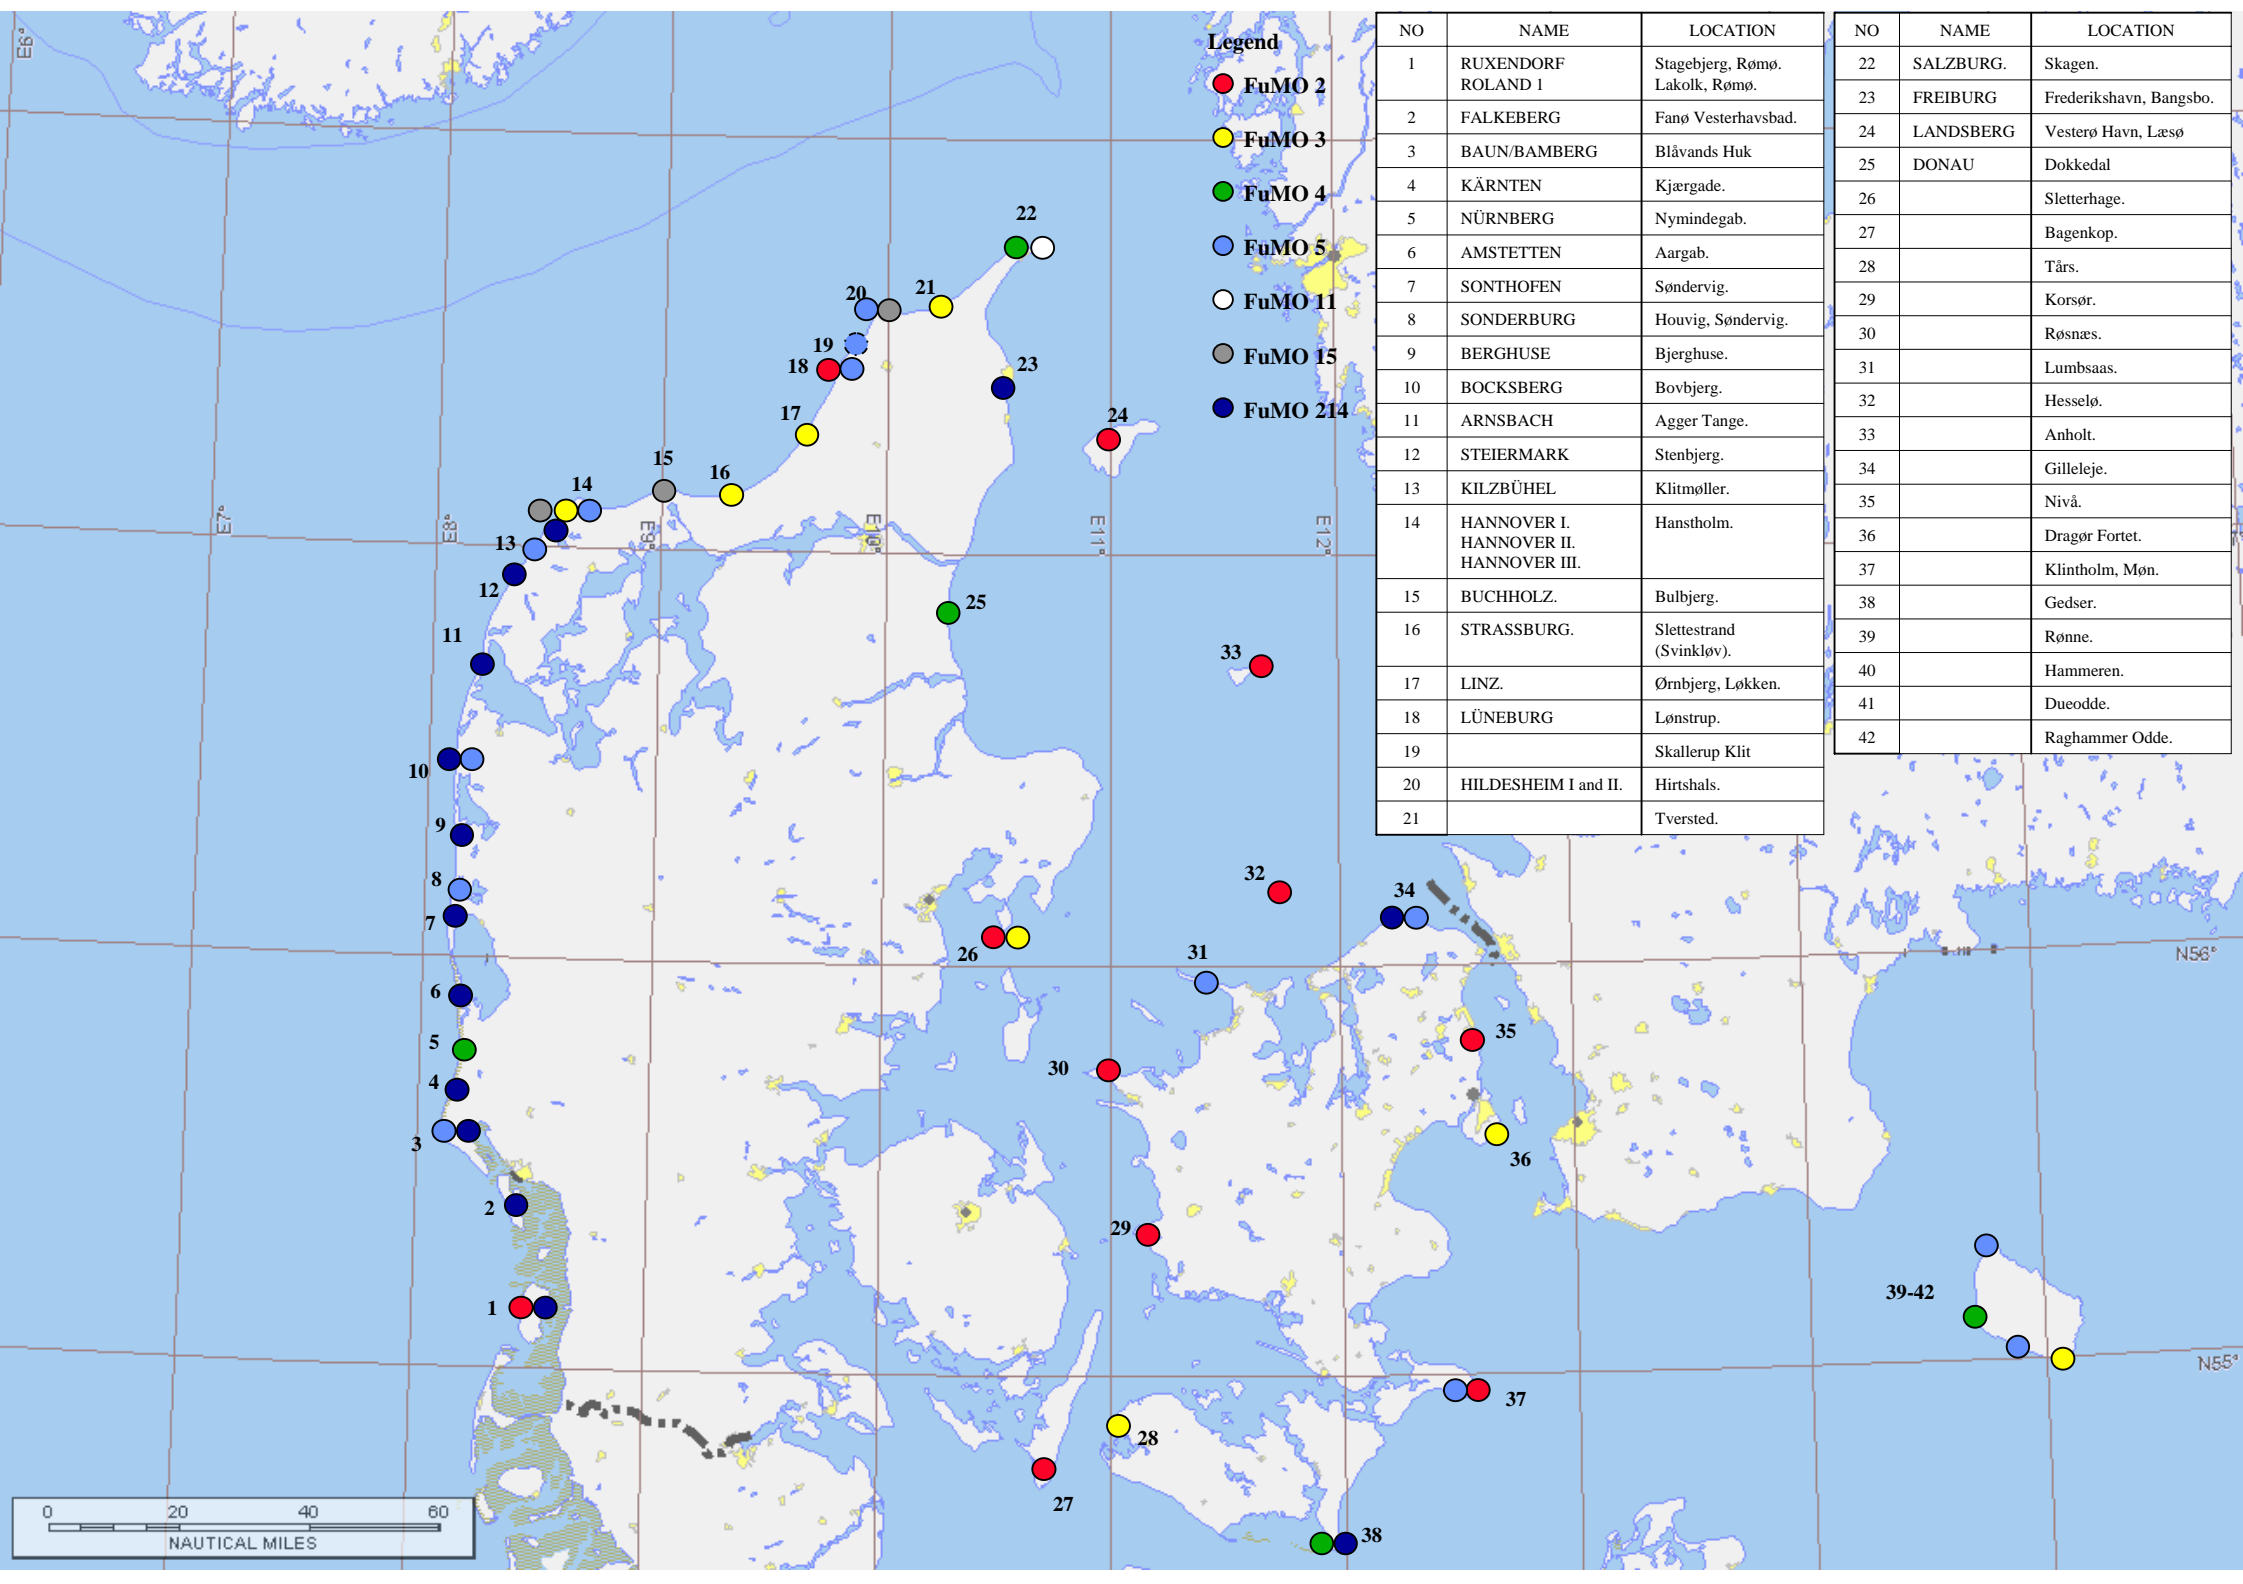 Legend
FuMO 2
FuMO 3
FuMO 4
FuMO 5
FuMO 11
FuMO 15
FuMO 214
NO NAME LOCATION
1 RUXENDORF Stagebjerg, Rømø.
ROLAND 1 Lakolk, Rømø.
2 FALKEBERG Fanø Vesterhavsbad.
3 BAUN/BAMBERG Blåvands Huk
4 KÄRNTEN Kjærgade.
5 NÜRNBERG Nymindegab.
6 AMSTETTEN Aargab.
7 SONTHOFEN Søndervig.
8 SONDERBURG Houvig, Søndervig.
9 BERGHUSE Bjerghuse.
10 BOCKSBERG Bovbjerg.
11 ARNSBACH Agger Tange.
12 STEIERMARK Stenbjerg.
13 KILZBÜHEL Klitmøller.
14 HANNOVER I. Hanstholm.
HANNOVER II.
HANNOVER III.
15 BUCHHOLZ. Bulbjerg.
16 STRASSBURG. Slettestrand
(Svinkløv).
17 LINZ. Ørnbjerg, Løkken.
18 LÜNEBURG Lønstrup.
19 Skallerup Klit
20 HILDESHEIM I and II. Hirtshals.
21 Tversted.
NO NAME LOCATION
22 SALZBURG. Skagen.
23 FREIBURG Frederikshavn, Bangsbo.
24 LANDSBERG Vesterø Havn, Læsø
25 DONAU Dokkedal
26 Sletterhage.
27 Bagenkop.
28 Tårs.
29 Korsør.
30 Røsnæs.
31 Lumbsaas.
32 Hesselø.
33 Anholt.
34 Gilleleje.
35 Nivå.
36 Dragør Fortet.
37 Klintholm, Møn.
38 Gedser.
39 Rønne.
40 Hammeren.
41 Dueodde.
42 Raghammer Odde.
E6°
22
20
21
19
18
23
17
24
15
16
14
E7°
E8°
E9°
E10°
E11°
E12°
13
12
25
11
33
10
9
8
32
34
7
26
31
N56°
6
5
35
30
4
3
36
2
29
39-42
1
N55°
37
28
27
38
0 20 40 60
NAUTICAL MILES